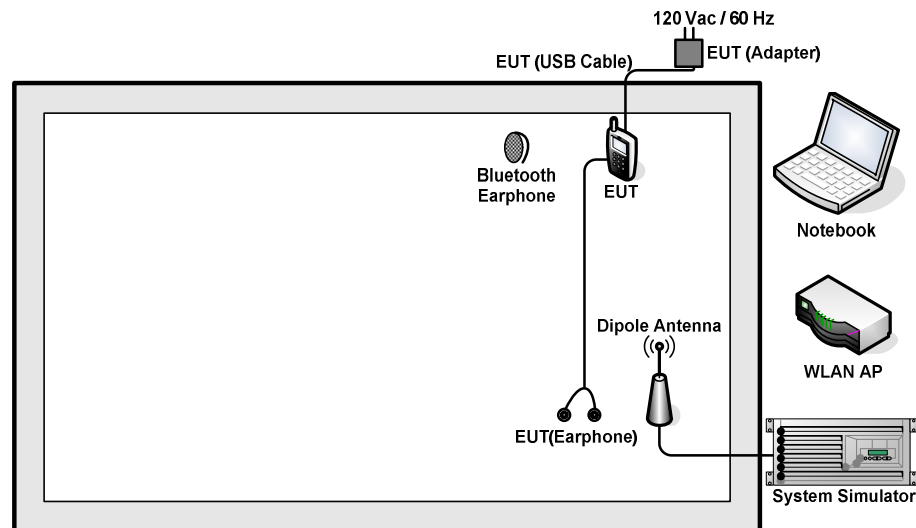 120 Vac / 60 Hz
EUT (Adapter)
EUT (USB Cable)
Bluetooth
Earphone
EUT
Notebook
Dipole Antenna
WLAN AP
EUT(Earphone)
System Simulator